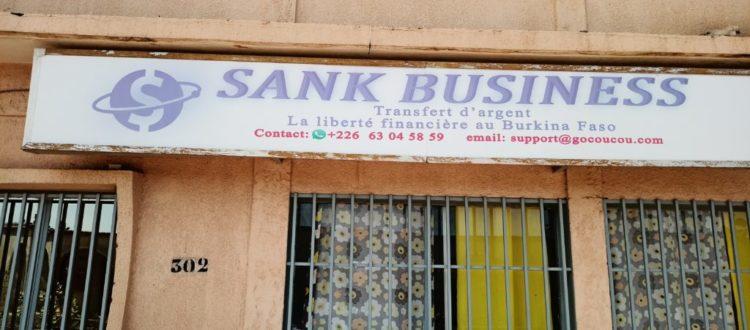 SANK BUSINESS
Transfert d'argent
La liberté financière au Burkina Faso
Contact: +226 63 04 58 59 email: support@gocoucou.com
302